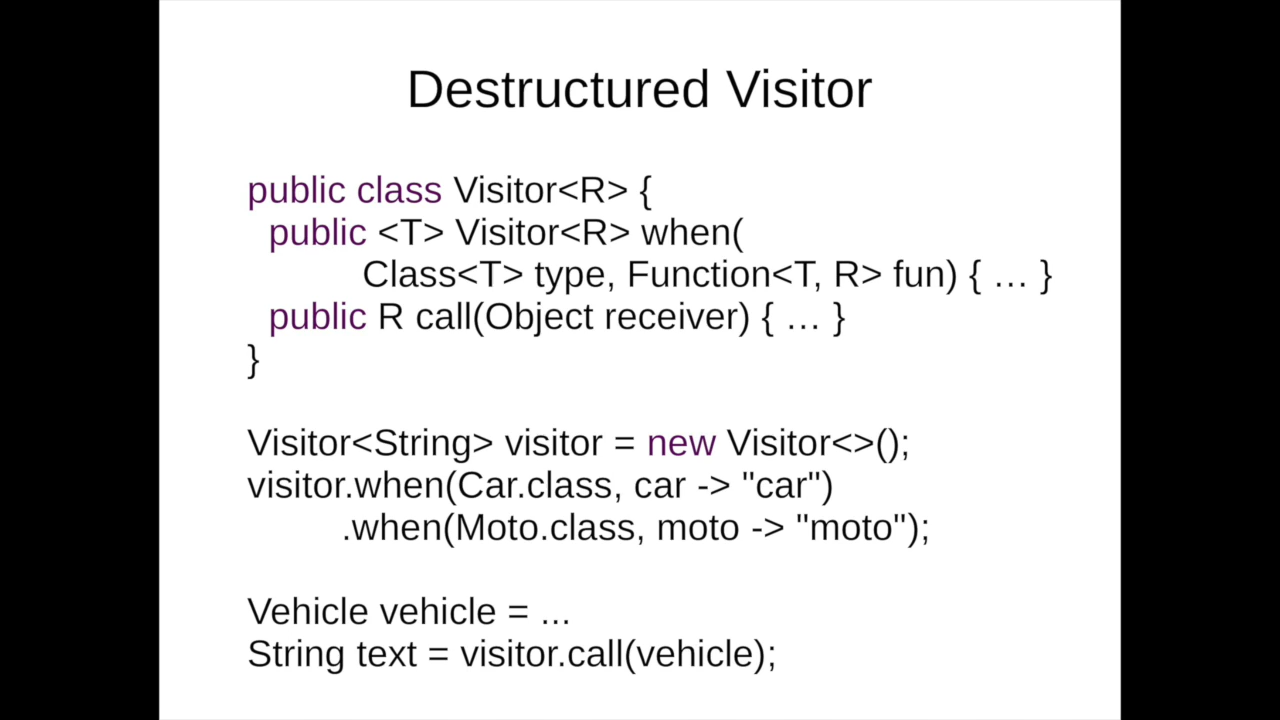 Destructured Visitor
public class Visitor<R> {
public <T> Visitor<R> when(
Class<T> type, Function<T, R> fun) { … }
public R call(Object receiver) { … }
}
Visitor<String> visitor = new Visitor<>();
visitor.when(Car.class, car -> "car")
.when(Moto.class, moto -> "moto");
Vehicle vehicle = ...
String text = visitor.call(vehicle);